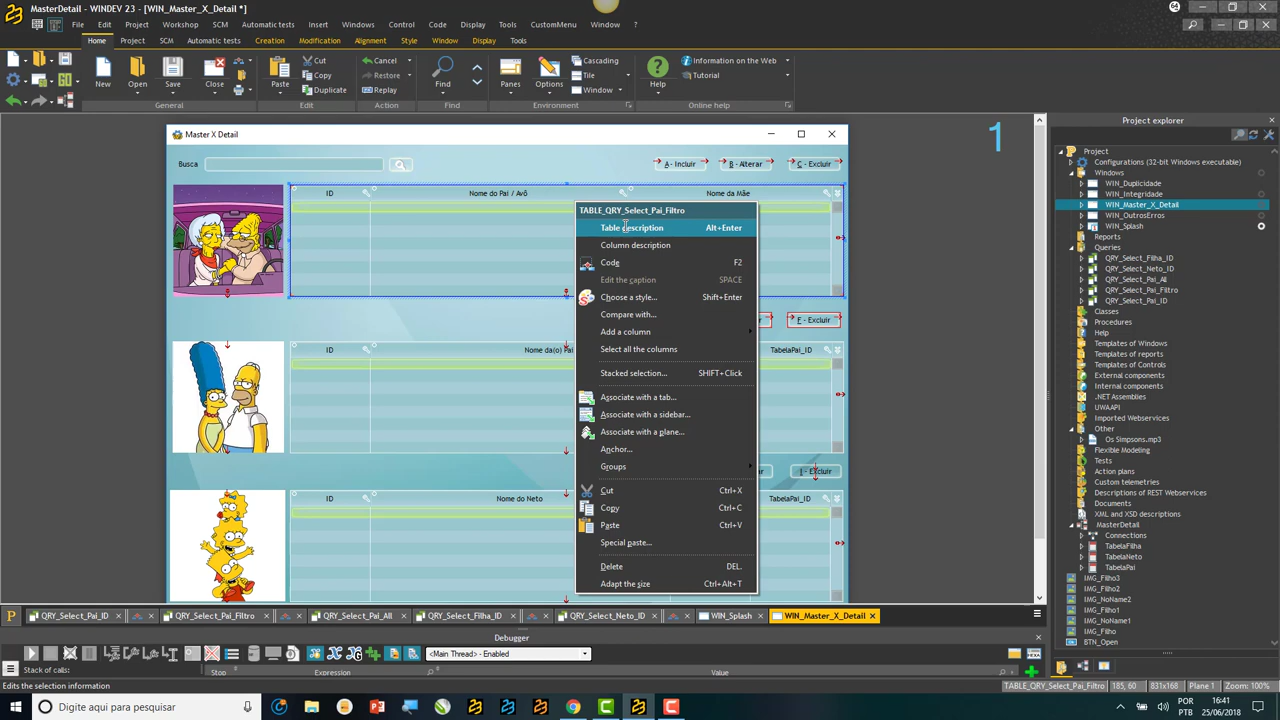 MasterDetail - WINDEV 23 - [WIN_Master_X_Detail *]
64
File Edit Project Workshop SCM Automatic tests Insert Windows Control Code Display Tools CustomMenu Window
Home Project SCM Automatic tests Creation Modification Alignment Style Window Display Tools
New Open Save Close
General
Paste Cut Copy Duplicate
Edit
Cancel Restore Replay
Action
Find
Find
Panes Options Cascading Tile Window
Environment
Help Information on the Web Tutorial
Online help
Master X Detail
1
Busca
A - Incluir B - Alterar C - Excluir
ID Nome do Pai / Avô Nome da Mãe
F - Excluir
ID Nome da(o) Pai TabelaPai_ID
I - Excluir
ID Nome do Neto TabelaPai_ID
TABLE_QRY_Select_Pai_Filtro
Table description Alt+Enter
Column description
Code F2
Edit the caption SPACE
Choose a style... Shift+Enter
Compare with...
Add a column
Select all the columns
Stacked selection... SHIFT+Click
Associate with a tab...
Associate with a sidebar...
Associate with a plane...
Anchor...
Groups
Cut Ctrl+X
Copy Ctrl+C
Paste Ctrl+V
Special paste...
Delete DEL.
Adapt the size Ctrl+Alt+T
Project explorer
Project
Configurations (32-bit Windows executable)
Windows
WIN_Duplicidade
WIN_Integridade
WIN_Master_X_Detail
WIN_OutrosErros
WIN_Splash
Reports
Queries
QRY_Select_Filha_ID
QRY_Select_Neto_ID
QRY_Select_Pai_All
QRY_Select_Pai_Filtro
QRY_Select_Pai_ID
Classes
Procedures
Help
Templates of Windows
Templates of reports
Templates of Controls
External components
Internal components
.NET Assemblies
UWAAPI
Imported Webservices
Other
Os Simpsons.mp3
Flexible Modeling
Tests
Action plans
Custom telemetries
Descriptions of REST Webservices
Documents
XML and XSD descriptions
MasterDetail
Connections
TabelaFilha
TabelaNeto
TabelaPai
IMG_Filho3
IMG_Filho2
IMG_NoName2
IMG_Filho1
IMG_NoName1
IMG_Filho
BTN_Open
QRY_Select_Pai_ID QRY_Select_Pai_Filtro QRY_Select_Pai_All QRY_Select_Filha_ID QRY_Select_Neto_ID WIN_Splash WIN_Master_X_Detail
Debugger
<Main Thread> - Enabled
Stack of calls: Stop Expression Value
Edits the selection information
TABLE_QRY_Select_Pai_Filtro 185, 60 831x168 Plane 1 Zoom: 100%
Digite aqui para pesquisar
POR
PTB
16:41
25/06/2018